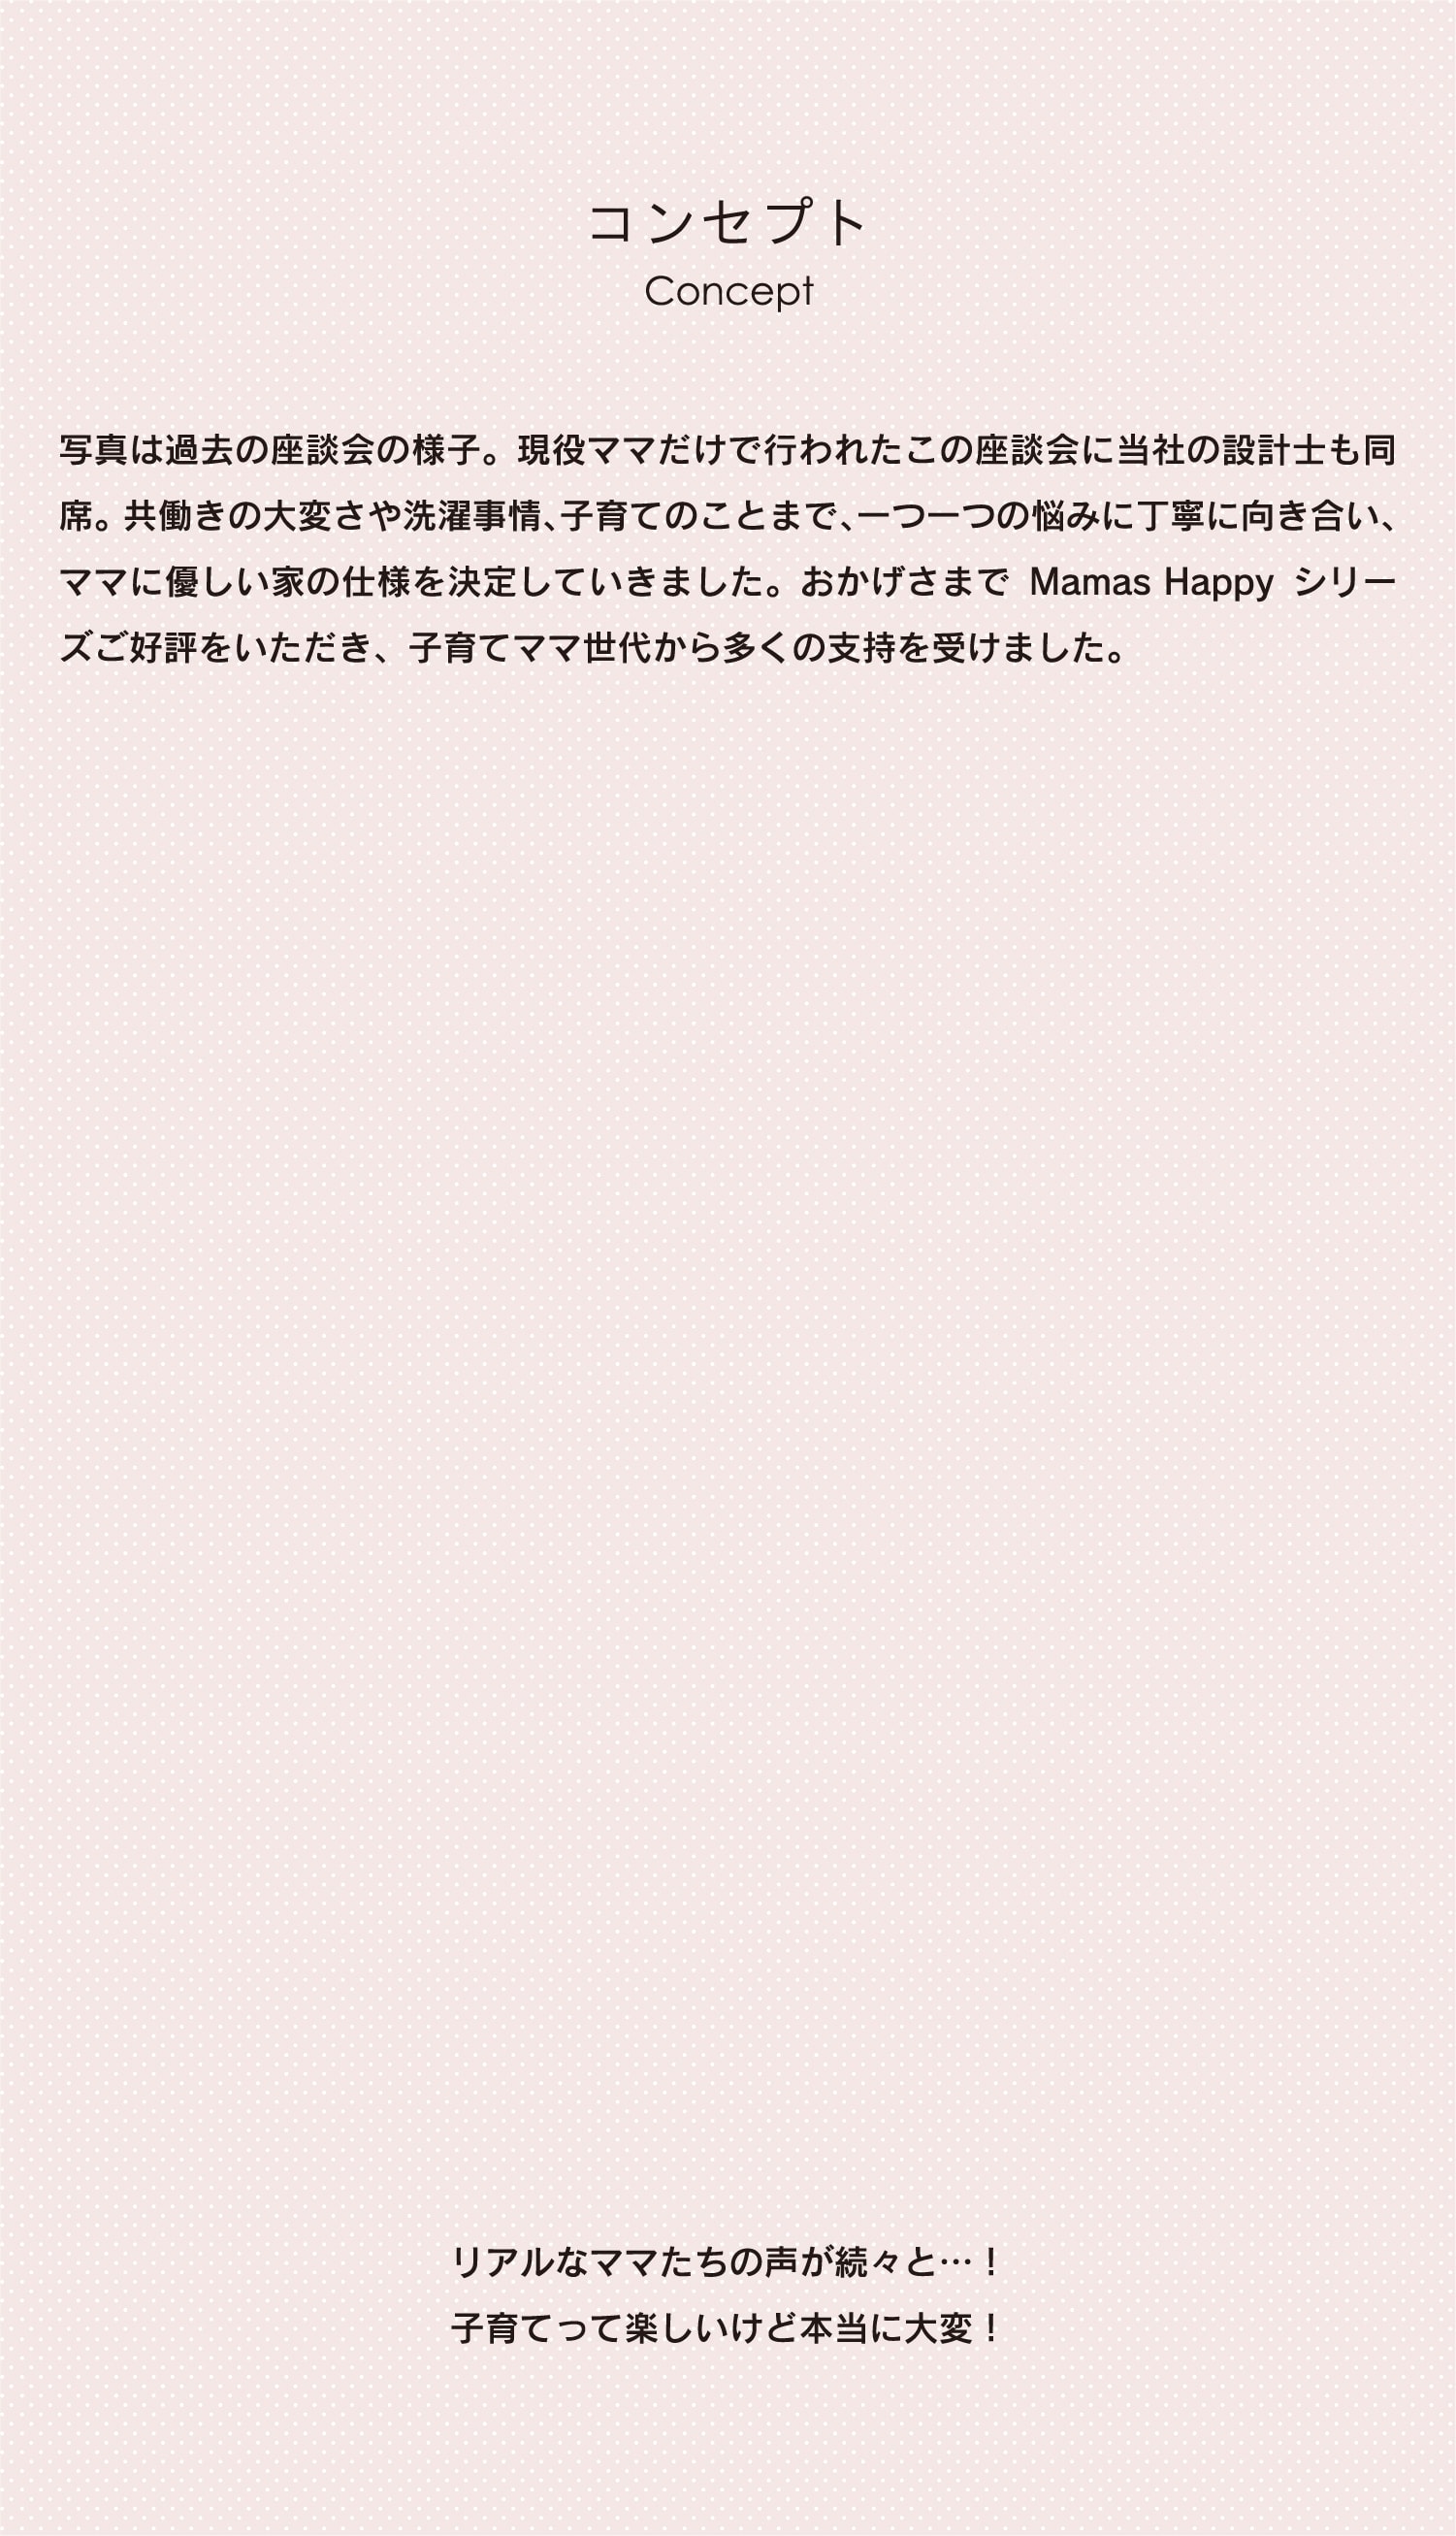 コンセプト
Concept
写真は過去の座談会の様子。現役ママだけで行われたこの座談会に当社の設計士も同
席。共働きの大変さや洗濯事情、子育てのことまで、一つ一つの悩みに丁寧に向き合い、
ママに優しい家の仕様を決定していきました。おかげさまで Mamas Happy シリー
ズご好評をいただき、子育てママ世代から多くの支持を受けました。
リアルなママたちの声が続々と…！
子育てって楽しいけど本当に大変！